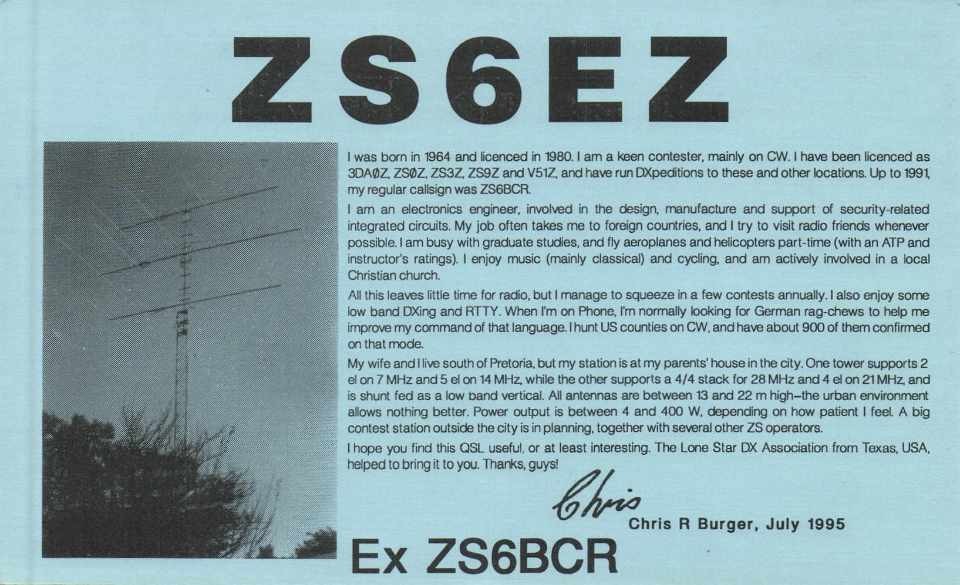 ZS6EZ
I was born in 1964 and licenced in 1980. I am a keen contester, mainly on CW. I have been licenced as
3DAØZ, ZSØZ, ZS3Z, ZS9Z and V51Z, and have run DXpeditions to these and other locations. Up to 1991,
my regular callsign was ZS6BCR.
I am an electronics engineer, involved in the design, manufacture and support of security-related
integrated circuits. My job often takes me to foreign countries, and I try to visit radio friends whenever
possible. I am busy with graduate studies, and fly aeroplanes and helicopters part-time (with an ATP and
instructor's ratings). I enjoy music (mainly classical) and cycling, and am actively involved in a local
Christian church.
All this leaves little time for radio, but I manage to squeeze in a few contests annually. I also enjoy some
low band DXing and RTTY. When I'm on Phone, I'm normally looking for German rag-chews to help me
improve my command of that language. I hunt US counties on CW, and have about 900 of them confirmed
on that mode.
My wife and I live south of Pretoria, but my station is at my parents' house in the city. One tower supports 2
el on 7 MHz and 5 el on 14 MHz, while the other supports a 4/4 stack for 28 MHz and 4 el on 21 MHz, and
is shunt fed as a low band vertical. All antennas are between 13 and 22 m high–the urban environment
allows nothing better. Power output is between 4 and 400 W, depending on how patient I feel. A big
contest station outside the city is in planning, together with several other ZS operators.
I hope you find this QSL useful, or at least interesting. The Lone Star DX Association from Texas, USA,
helped to bring it to you. Thanks, guys!
Chris
Chris R Burger, July 1995
Ex ZS6BCR